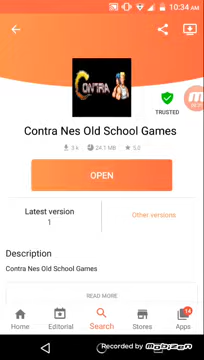 10:34 AM
CONTRA
TRUSTED
Contra Nes Old School Games
3 k
24.1 MB
5.0
OPEN
Latest version
1
Other versions
Description
Contra Nes Old School Games
READ MORE
14
Home
Editorial
Search
Stores
Apps
Recorded by mobizen